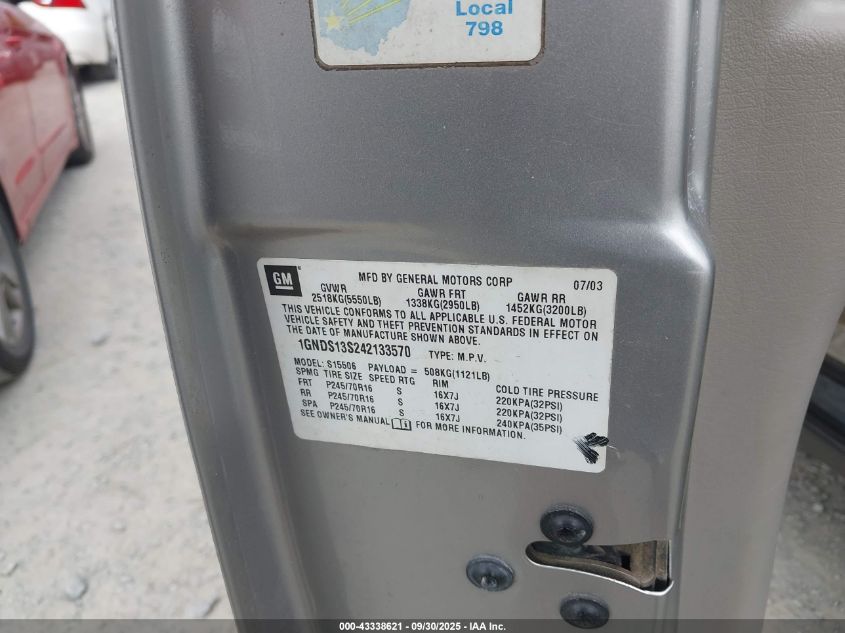 Local
798
GM
MFD BY GENERAL MOTORS CORP 07/03
GVWR GAWR FRT GAWR RR
2518KG(5550LB) 1338KG(2950LB) 1452KG(3200LB)
THIS VEHICLE CONFORMS TO ALL APPLICABLE U.S. FEDERAL MOTOR
VEHICLE SAFETY AND THEFT PREVENTION STANDARDS IN EFFECT ON
THE DATE OF MANUFACTURE SHOWN ABOVE.
1GNDS13S242133570 TYPE: M.P.V.
MODEL: S15506 PAYLOAD = 508KG(1121LB)
SPMG TIRE SIZE SPEED RTG RIM COLD TIRE PRESSURE
FRT P245/70R16 S 16X7J 220KPA(32PSI)
RR P245/70R16 S 16X7J 220KPA(32PSI)
SPA P245/70R16 S 16X7J 240KPA(35PSI)
SEE OWNER'S MANUAL FOR MORE INFORMATION.
000-43338621 - 09/30/2025 - IAA Inc.